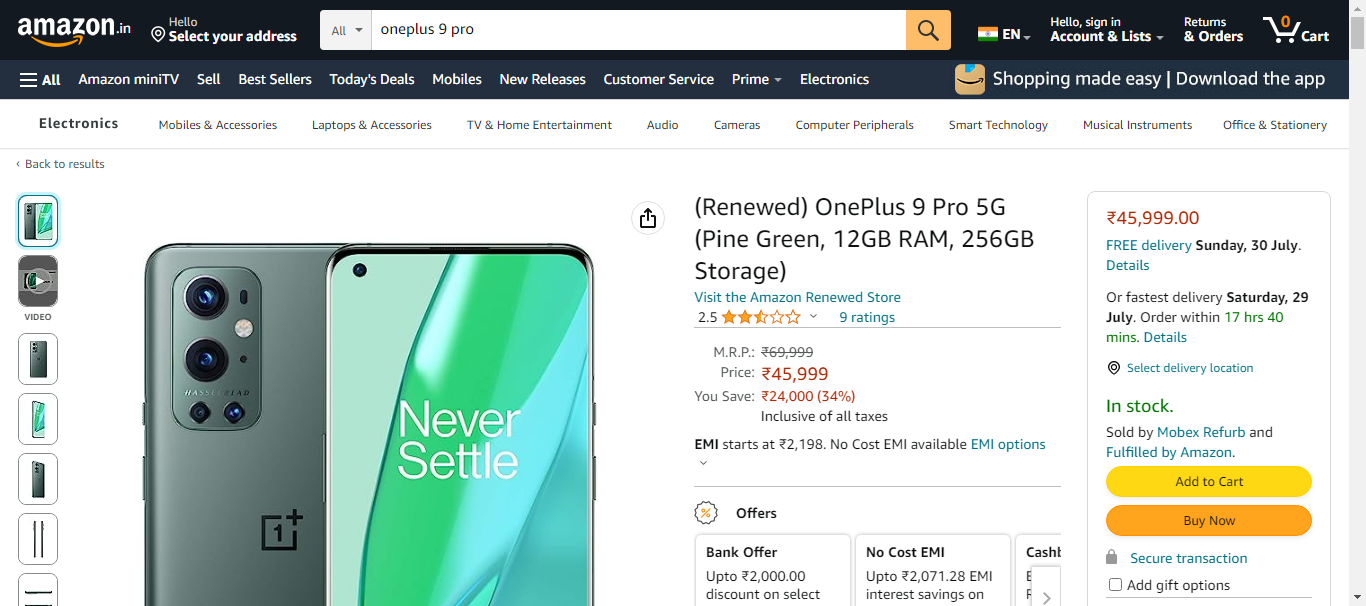 amazon.in
Hello
Select your address
All
oneplus 9 pro
EN
Hello, sign in
Account & Lists
Returns
& Orders
0
Cart
All
Amazon miniTV
Sell
Best Sellers
Today's Deals
Mobiles
New Releases
Customer Service
Prime
Electronics
Shopping made easy | Download the app
Electronics
Mobiles & Accessories
Laptops & Accessories
TV & Home Entertainment
Audio
Cameras
Computer Peripherals
Smart Technology
Musical Instruments
Office & Stationery
‹ Back to results
VIDEO
HASSELBLAD
Never
Settle
(Renewed) OnePlus 9 Pro 5G
(Pine Green, 12GB RAM, 256GB
Storage)
Visit the Amazon Renewed Store
2.5
9 ratings
M.R.P.: ₹69,999
Price: ₹45,999
You Save: ₹24,000 (34%)
Inclusive of all taxes
EMI starts at ₹2,198. No Cost EMI available EMI options
Offers
Bank Offer
Upto ₹2,000.00
discount on select
No Cost EMI
Upto ₹2,071.28 EMI
interest savings on
₹45,999.00
FREE delivery Sunday, 30 July.
Details
Or fastest delivery Saturday, 29
July. Order within 17 hrs 40
mins. Details
Select delivery location
In stock.
Sold by Mobex Refurb and
Fulfilled by Amazon.
Add to Cart
Buy Now
Secure transaction
Add gift options